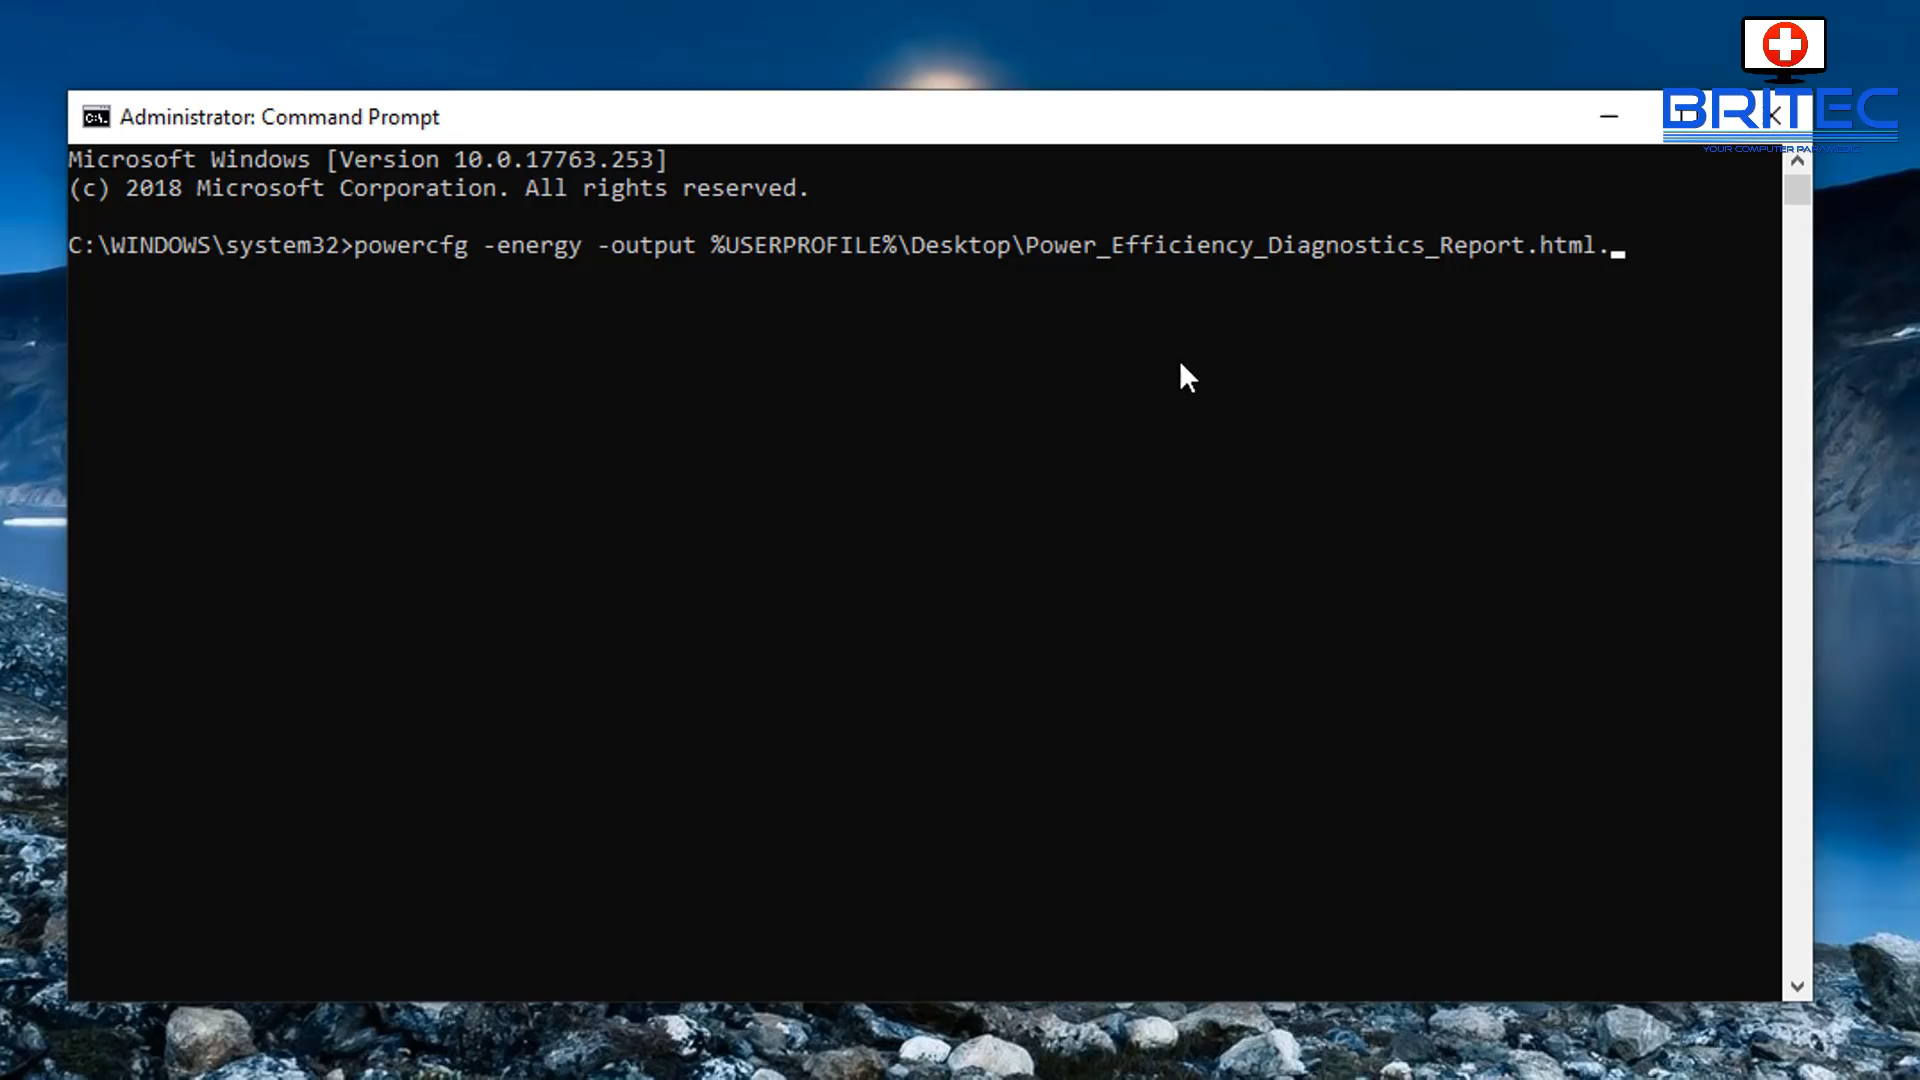 BRITEC
YOUR COMPUTER PARAMEDIC
Administrator: Command Prompt
Microsoft Windows [Version 10.0.17763.253]
(c) 2018 Microsoft Corporation. All rights reserved.
C:\WINDOWS\system32>powercfg -energy -output %USERPROFILE%\Desktop\Power_Efficiency_Diagnostics_Report.html.